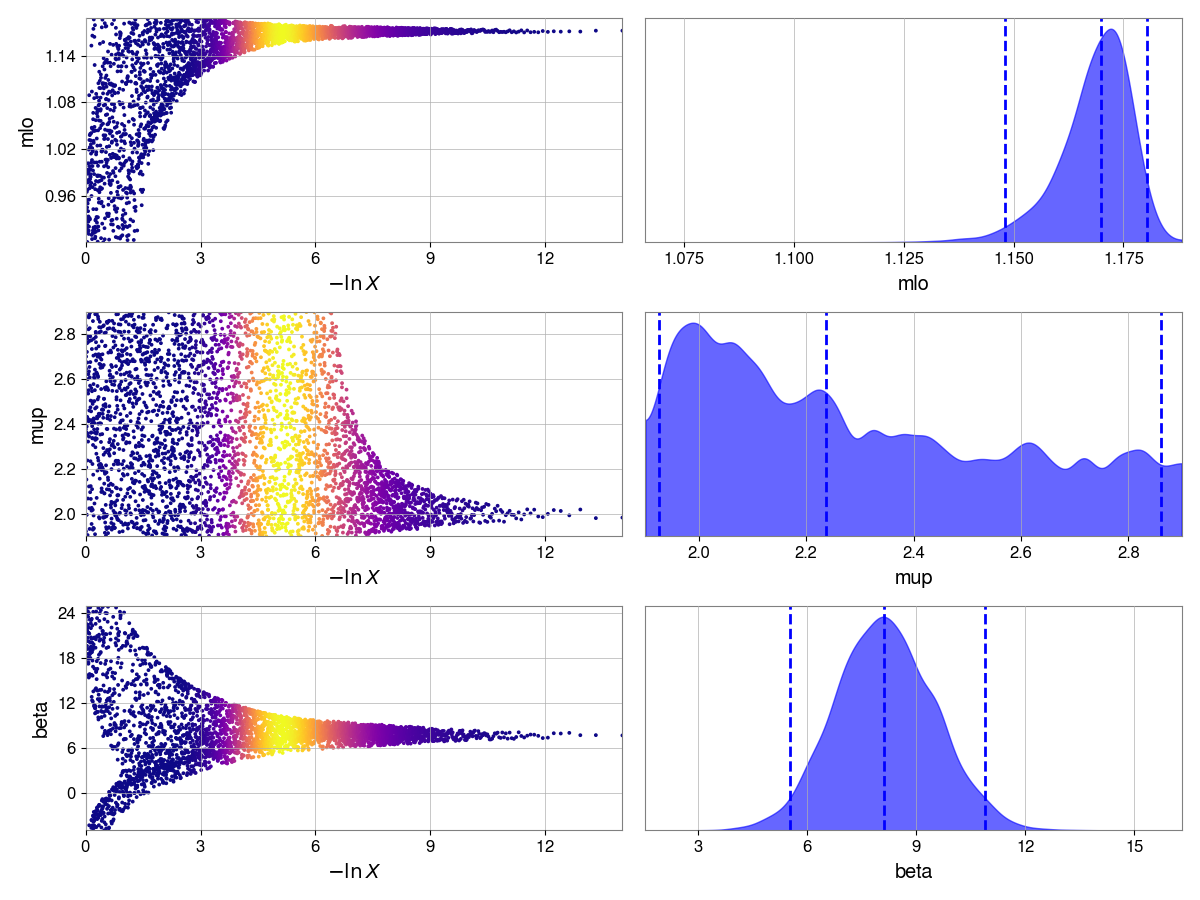 1.14
1.08
1.02
0.96
mlo
0 3 6 9 12
−ln X
1.075 1.100 1.125 1.150 1.175
mlo
2.8
2.6
2.4
2.2
2.0
mup
0 3 6 9 12
−ln X
2.0 2.2 2.4 2.6 2.8
mup
24
18
12
6
0
beta
0 3 6 9 12
−ln X
3 6 9 12 15
beta